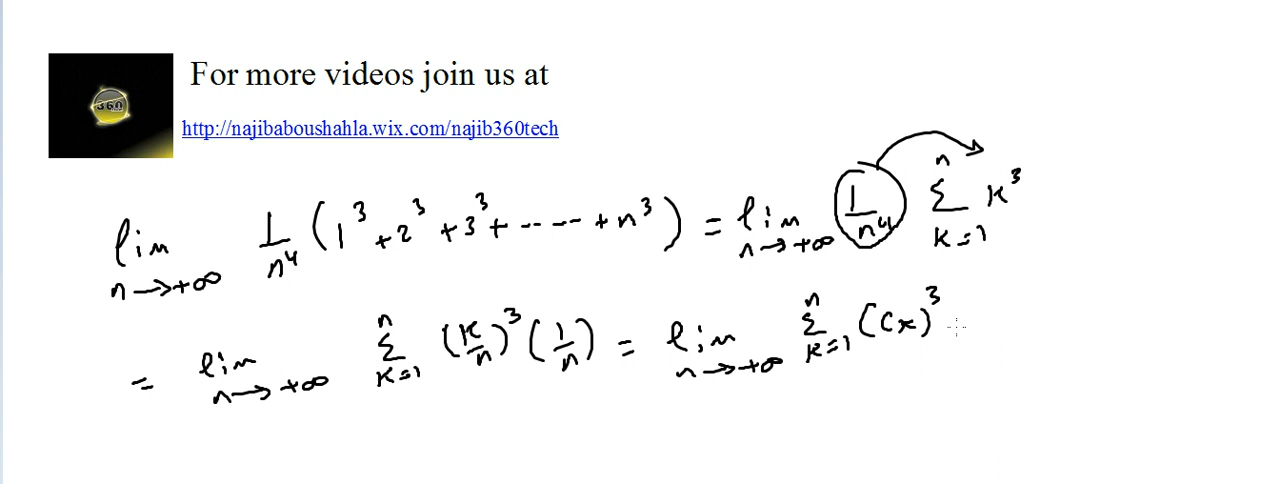 For more videos join us at
360
http://najibaboushahla.wix.com/najib360tech
lim n→+∞ 1/n⁴ (1³ + 2³ + 3³ + ----- + n³) = lim n→+∞ 1/n⁴ Σ n k=1 k³
= lim n→+∞ Σ n k=1 (k/n)³ (1/n) = lim n→+∞ Σ n k=1 (Cx)³